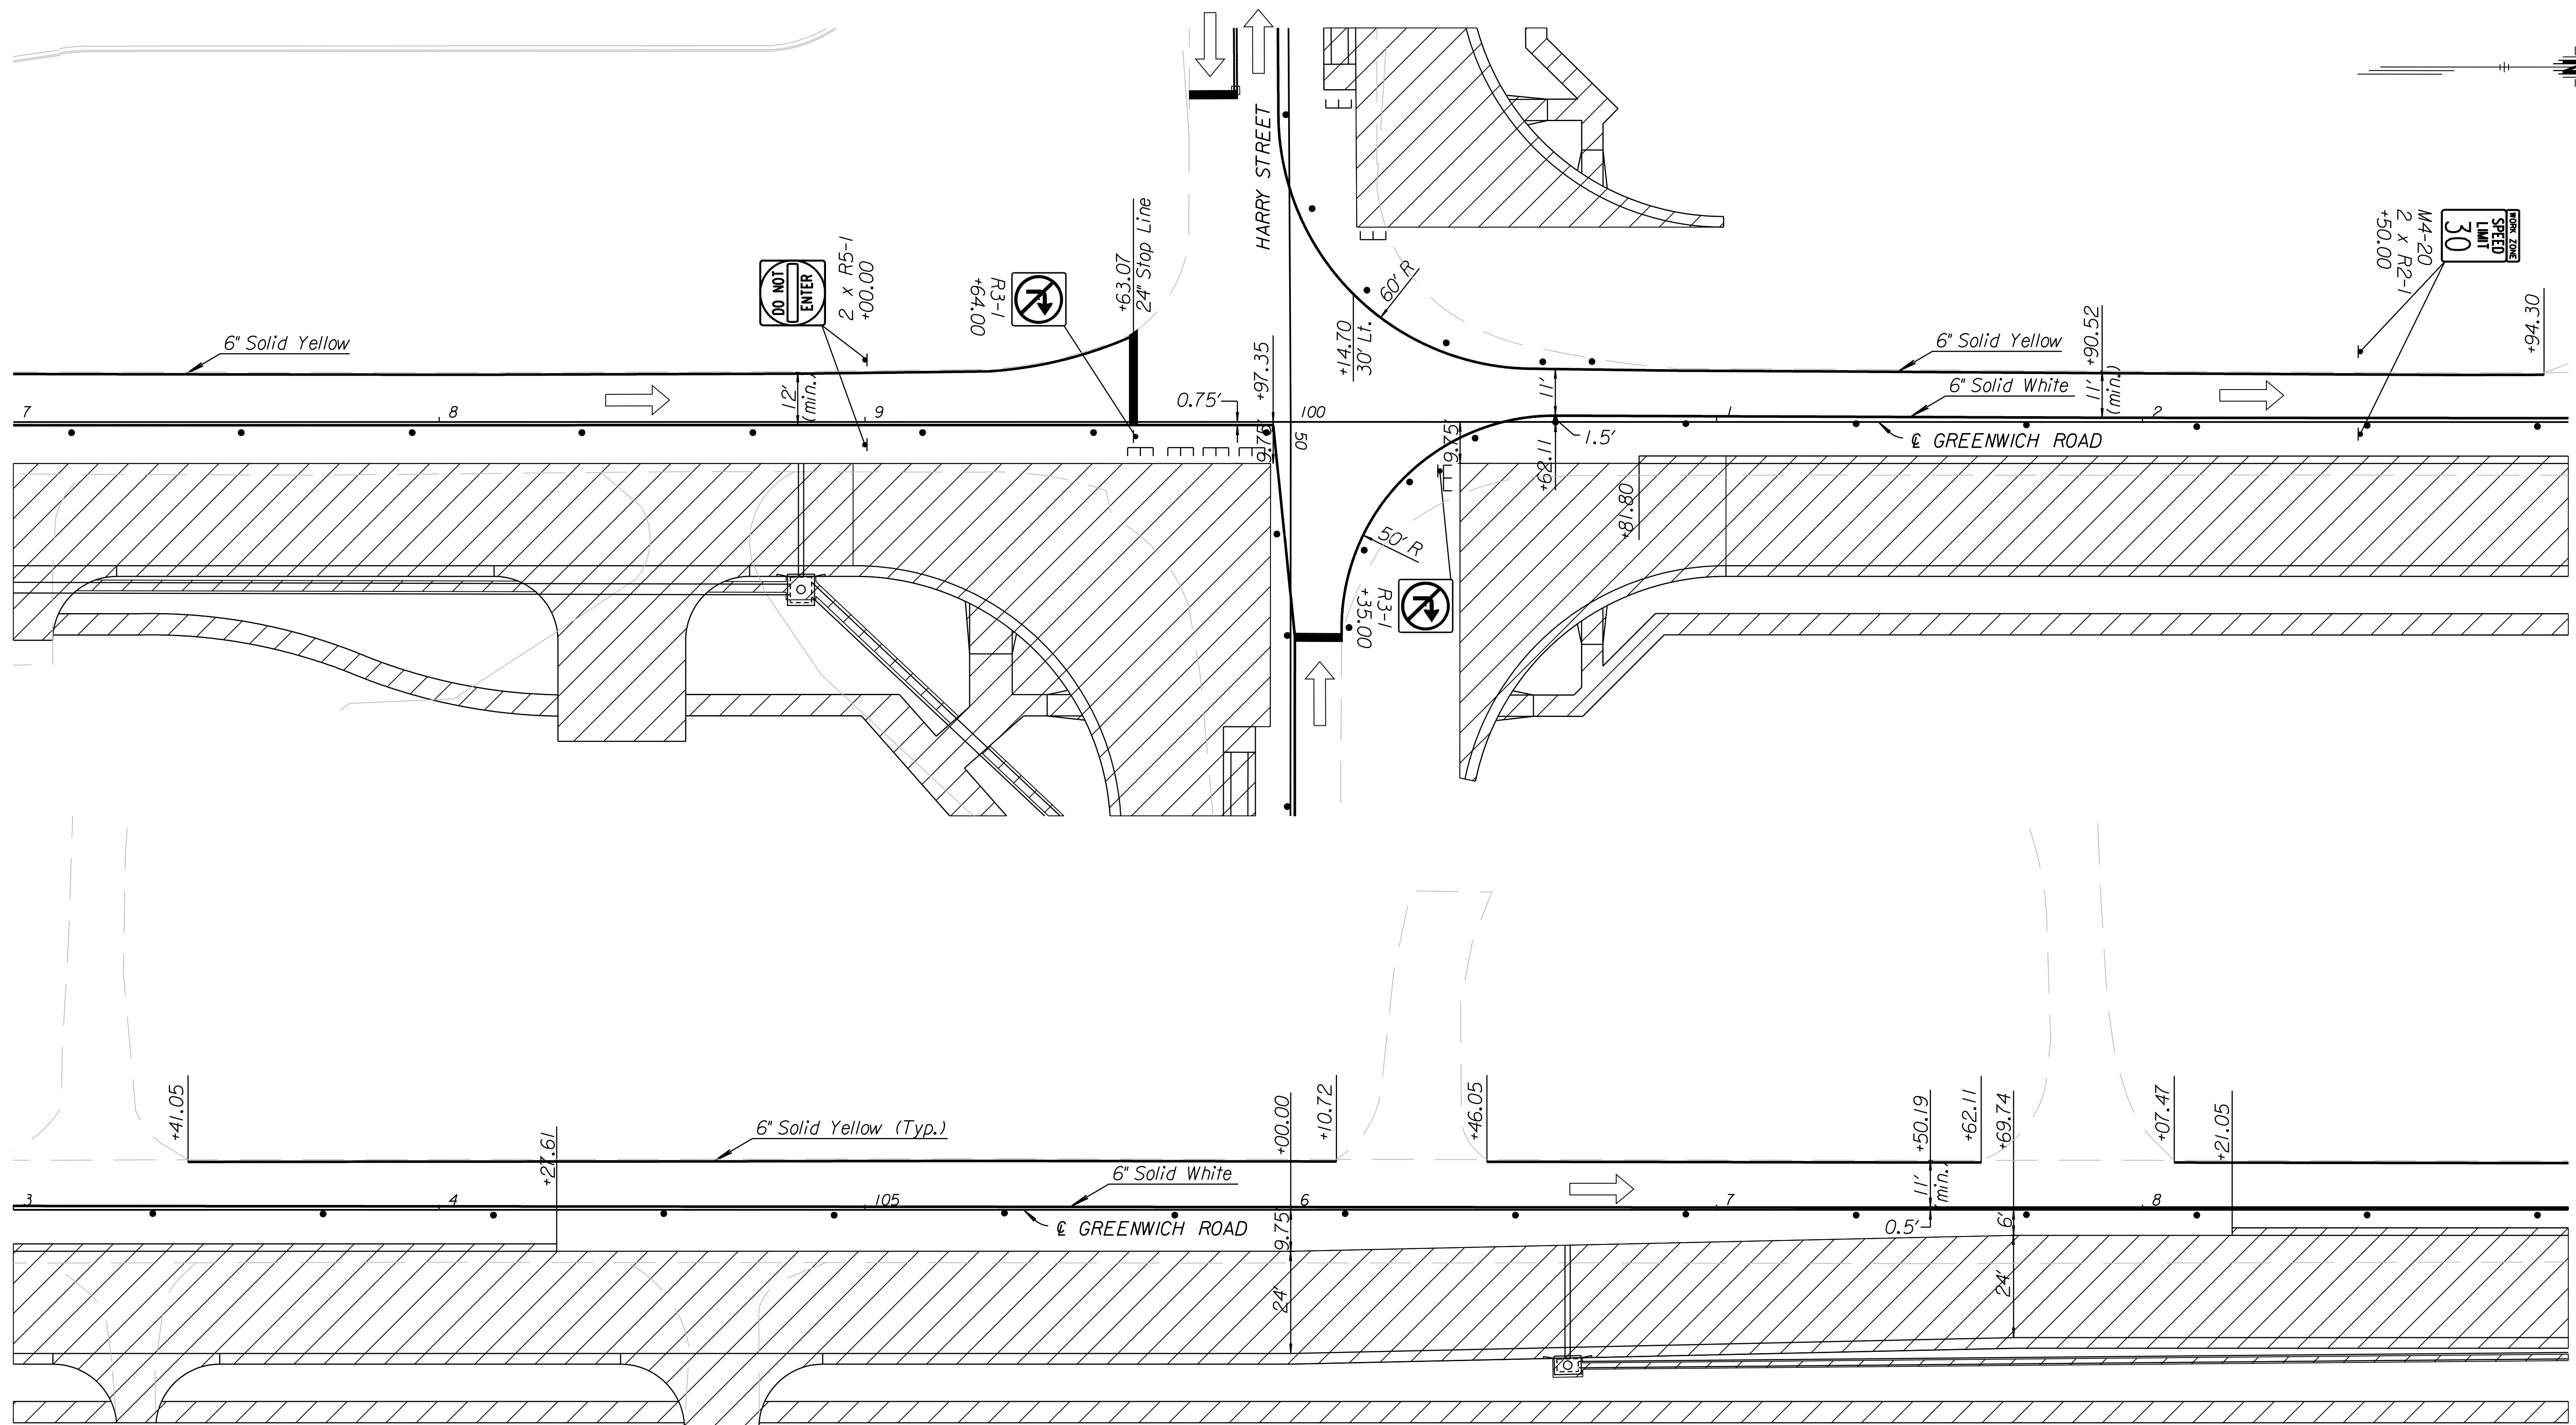 N
HARRY STREET
WORK ZONE
SPEED
LIMIT
30
M4-20
2 x R2-1
+50.00
DO NOT
ENTER
2 x R5-1
+00.00
R3-1
+64.00
+63.07
24" Stop Line
60' R
+14.70
30' Lt.
+90.52
+94.30
6" Solid Yellow
6" Solid Yellow
6" Solid White
12'
(min.)
0.75'
+97.35
11'
11'
(min.)
7
8
9
100
1
2
50
9.75'
9.75'
1.5'
+62.11
℄ GREENWICH ROAD
+81.80
50' R
R3-1
+35.00
+41.05
+27.61
6" Solid Yellow (Typ.)
+00.00
+10.72
+46.05
+50.19
+62.11
+69.74
+07.47
+21.05
6" Solid White
11'
min.)
3
4
105
6
7
8
℄ GREENWICH ROAD
9.75'
0.5'
6'
24'
24'